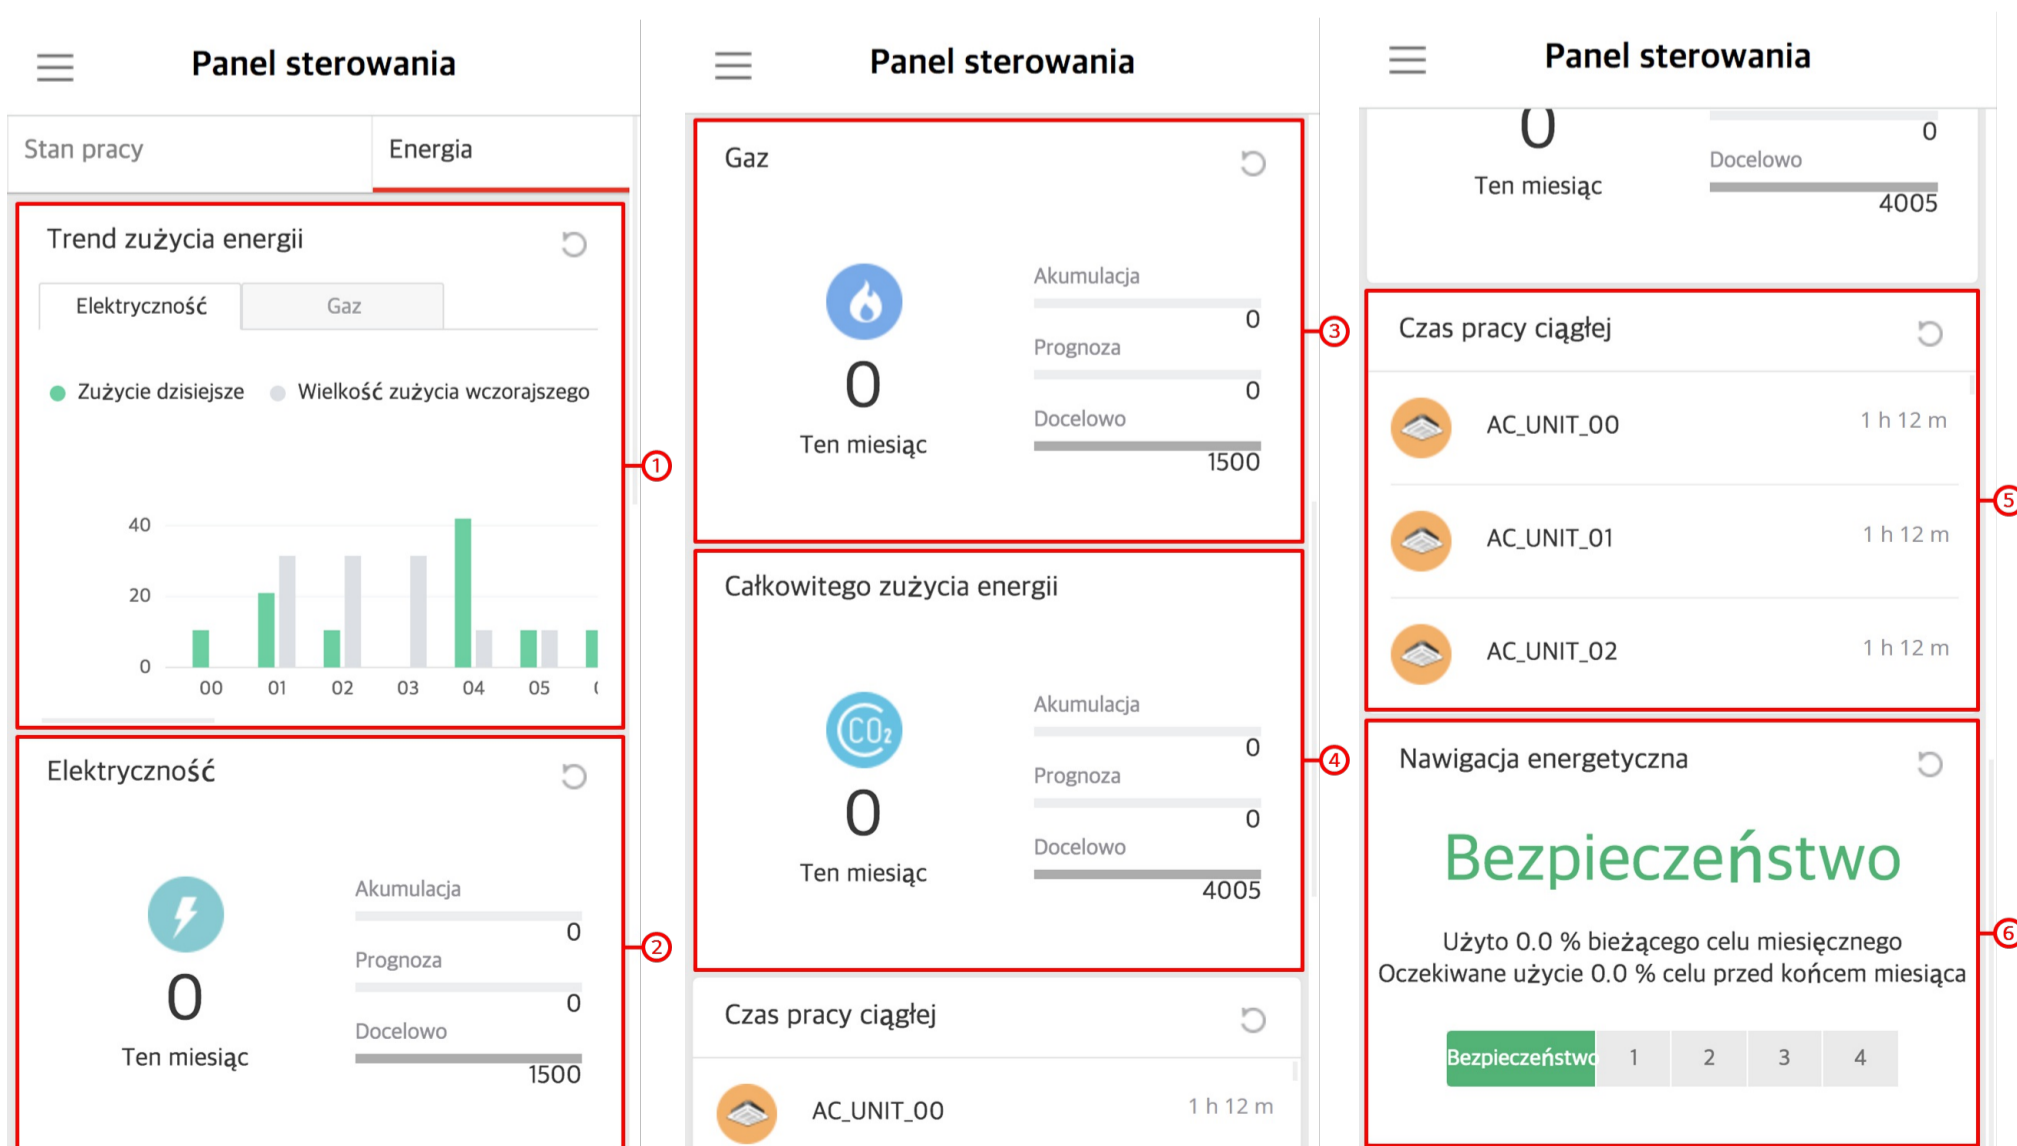 Panel sterowania
Stan pracy
Energia
Trend zużycia energii
Elektryczność
Gaz
Zużycie dzisiejsze
Wielkość zużycia wczorajszego
40
20
0
00 01 02 03 04 05
1
Elektryczność
0
Ten miesiąc
Akumulacja
0
Prognoza
0
Docelowo
1500
2
Panel sterowania
Gaz
0
Ten miesiąc
Akumulacja
0
Prognoza
0
Docelowo
1500
3
Całkowitego zużycia energii
CO₂
0
Ten miesiąc
Akumulacja
0
Prognoza
0
Docelowo
4005
4
Czas pracy ciągłej
AC_UNIT_00 1 h 12 m
Panel sterowania
0
Ten miesiąc
0
Docelowo
4005
Czas pracy ciągłej
AC_UNIT_00 1 h 12 m
AC_UNIT_01 1 h 12 m
AC_UNIT_02 1 h 12 m
5
Nawigacja energetyczna
Bezpieczeństwo
Użyto 0.0 % bieżącego celu miesięcznego
Oczekiwane użycie 0.0 % celu przed końcem miesiąca
Bezpieczeństwo 1 2 3 4
6